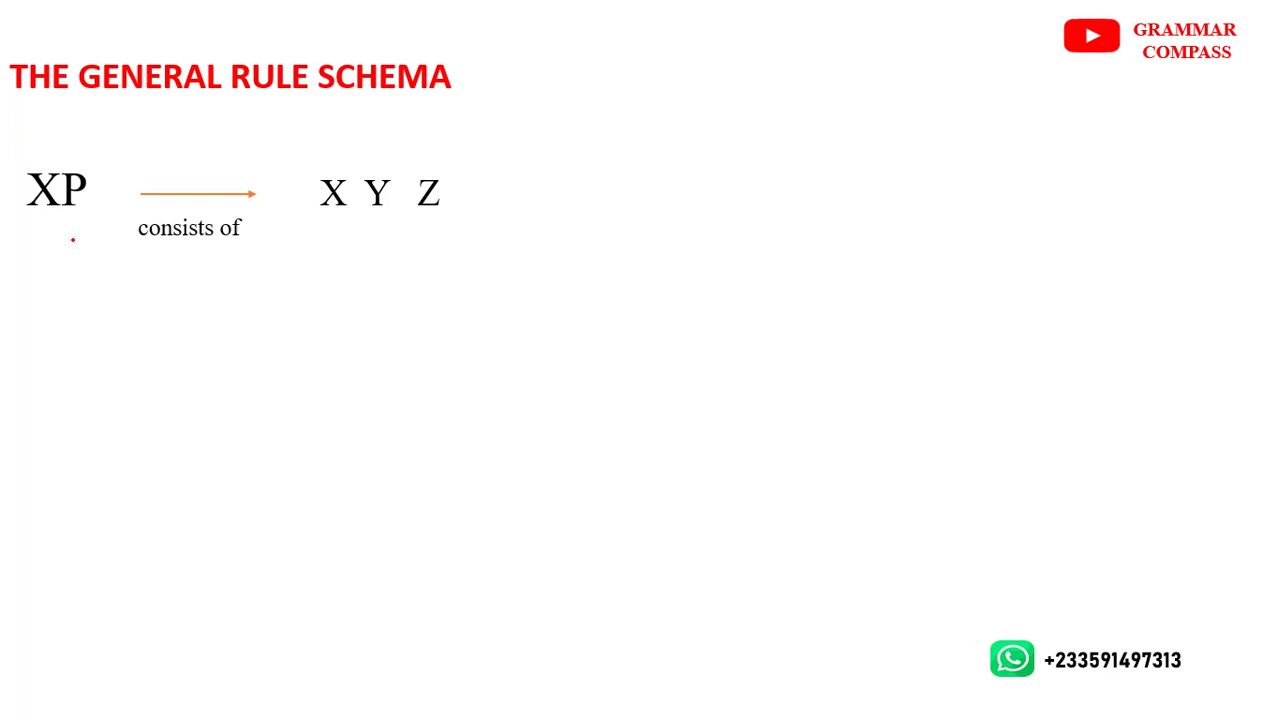 GRAMMAR
COMPASS
THE GENERAL RULE SCHEMA
XP X Y Z
consists of
+233591497313